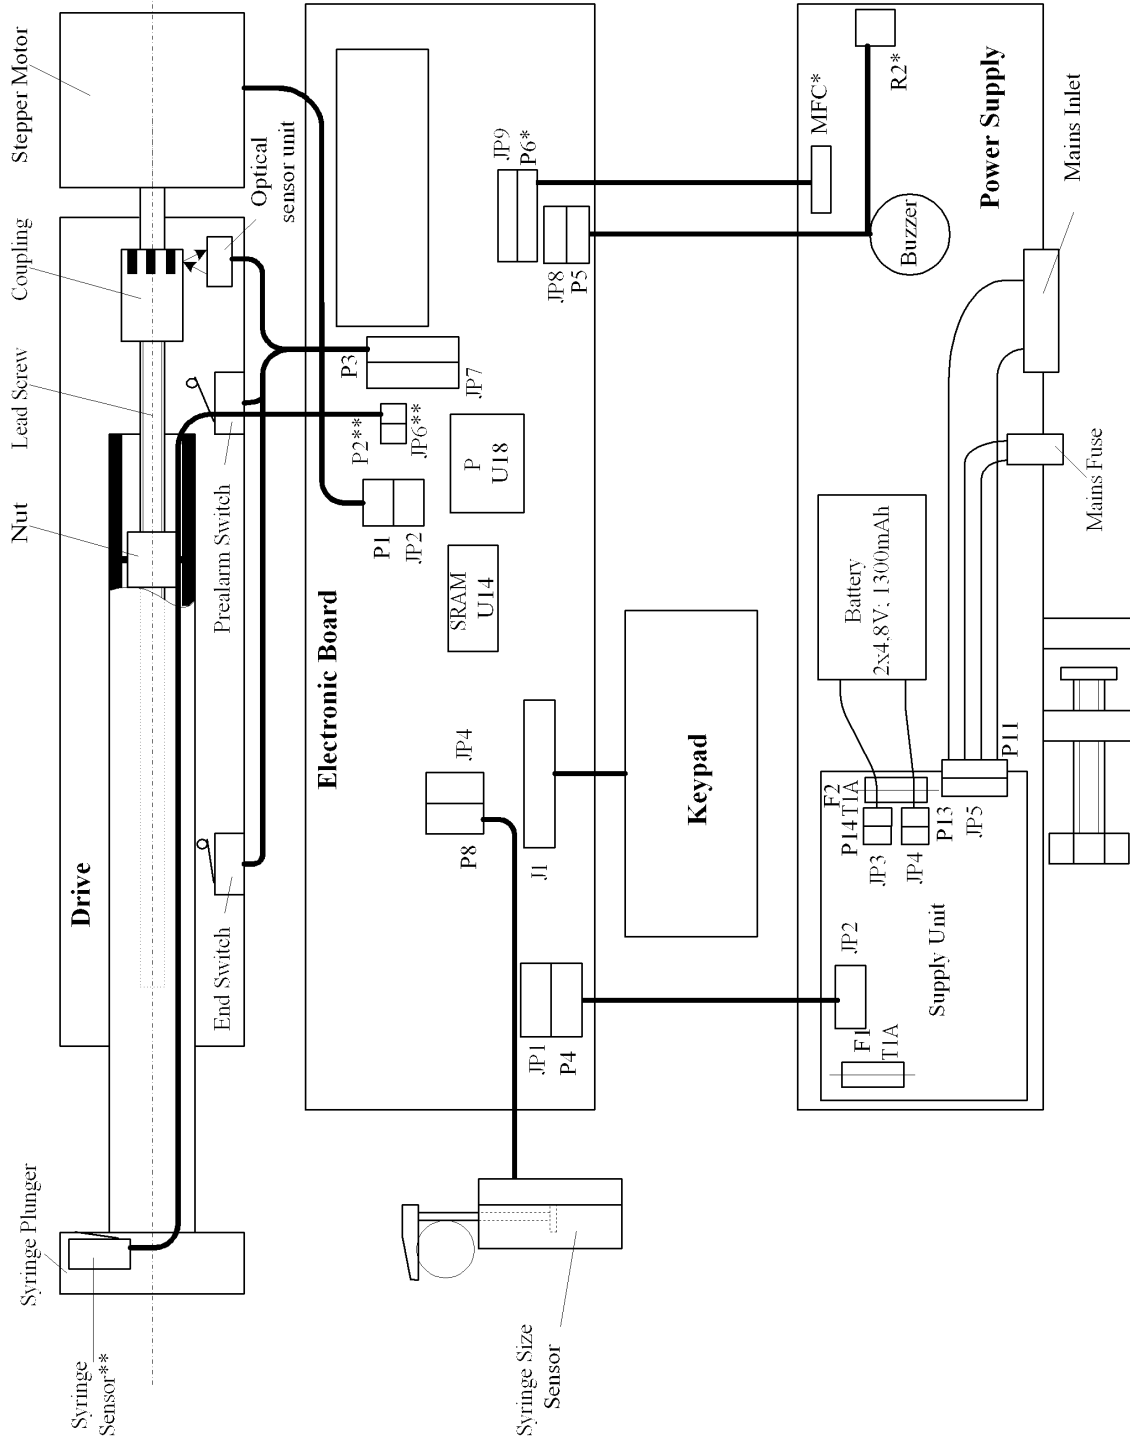 Stepper Motor
Coupling
Lead Screw
Nut
Optical
sensor unit
Prealarm Switch
End Switch
Drive
Syringe Plunger
Syringe
Sensor**
Electronic Board
P3
JP7
P2**
JP6**
P1
JP2
P
U18
SRAM
U14
JP9
P6*
JP8
P5
JP4
P8
J1
JP1
P4
Keypad
Syringe Size
Sensor
Power Supply
R2*
MFC*
Buzzer
Mains Inlet
Mains Fuse
Battery
2x4.8V; 1300mAh
F2
T1A
P14
JP3
JP4
P13
JP5
P11
JP2
F1
T1A
Supply Unit